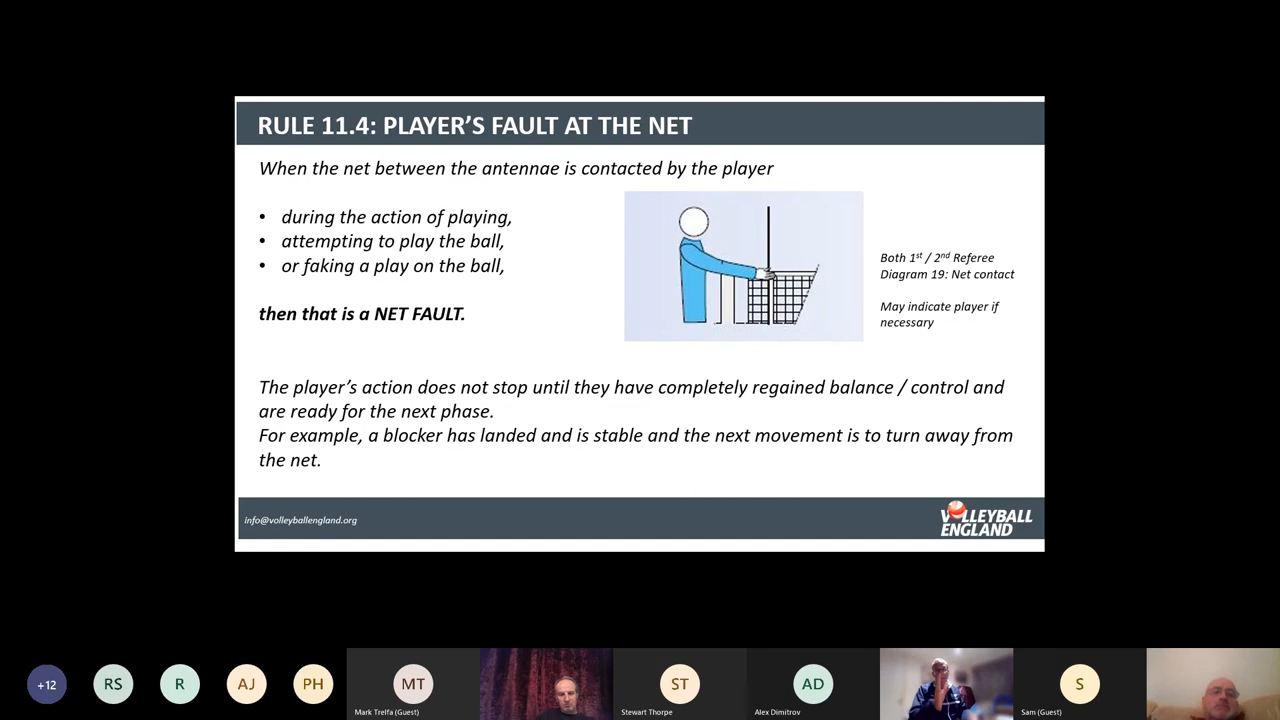 RULE 11.4: PLAYER'S FAULT AT THE NET
When the net between the antennae is contacted by the player
• during the action of playing,
• attempting to play the ball,
• or faking a play on the ball,
then that is a NET FAULT.
Both 1st / 2nd Referee
Diagram 19: Net contact
May indicate player if
necessary
The player's action does not stop until they have completely regained balance / control and
are ready for the next phase.
For example, a blocker has landed and is stable and the next movement is to turn away from
the net.
info@volleyballengland.org
VOLLEYBALL
ENGLAND
+12
RS
R
AJ
PH
MT
Mark Trelfa (Guest)
ST
Stewart Thorpe
AD
Alex Dimitrov
S
Sam (Guest)